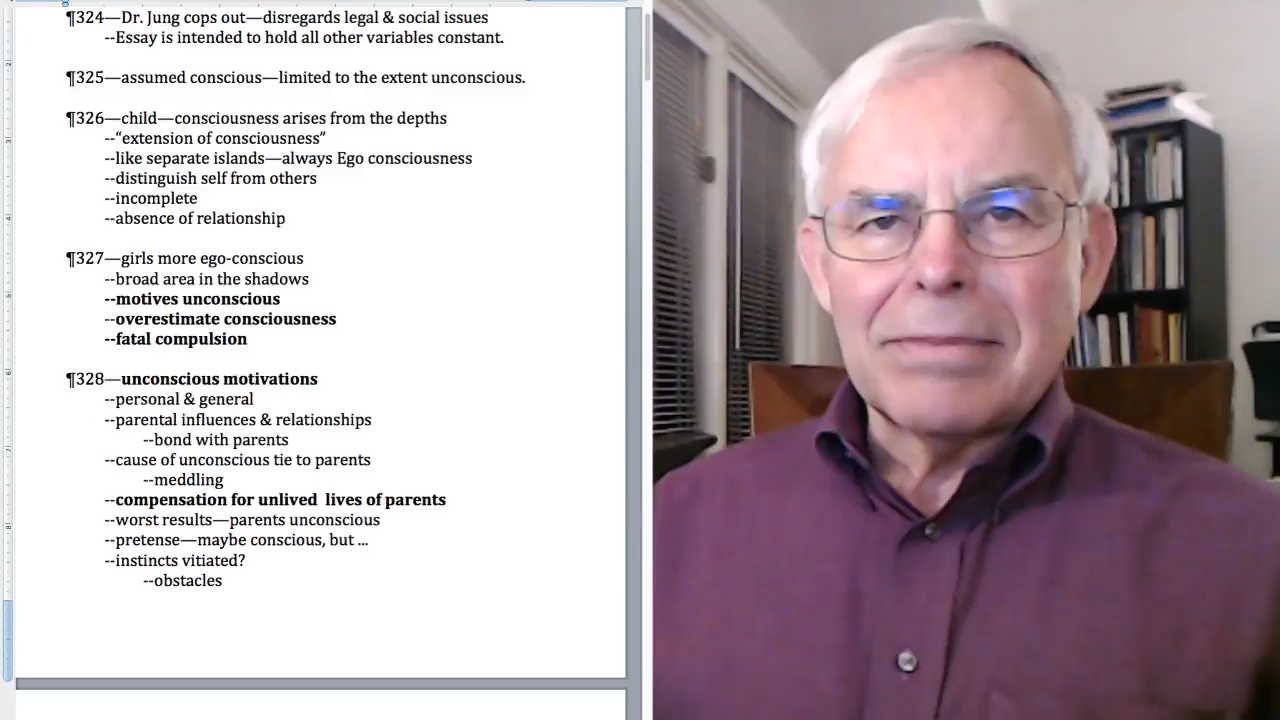 ¶324—Dr. Jung cops out—disregards legal & social issues
--Essay is intended to hold all other variables constant.
¶325—assumed conscious—limited to the extent unconscious.
¶326—child—consciousness arises from the depths
--“extension of consciousness”
--like separate islands—always Ego consciousness
--distinguish self from others
--incomplete
--absence of relationship
¶327—girls more ego-conscious
--broad area in the shadows
--motives unconscious
--overestimate consciousness
--fatal compulsion
¶328—unconscious motivations
--personal & general
--parental influences & relationships
--bond with parents
--cause of unconscious tie to parents
--meddling
--compensation for unlived  lives of parents
--worst results—parents unconscious
--pretense—maybe conscious, but ...
--instincts vitiated?
--obstacles